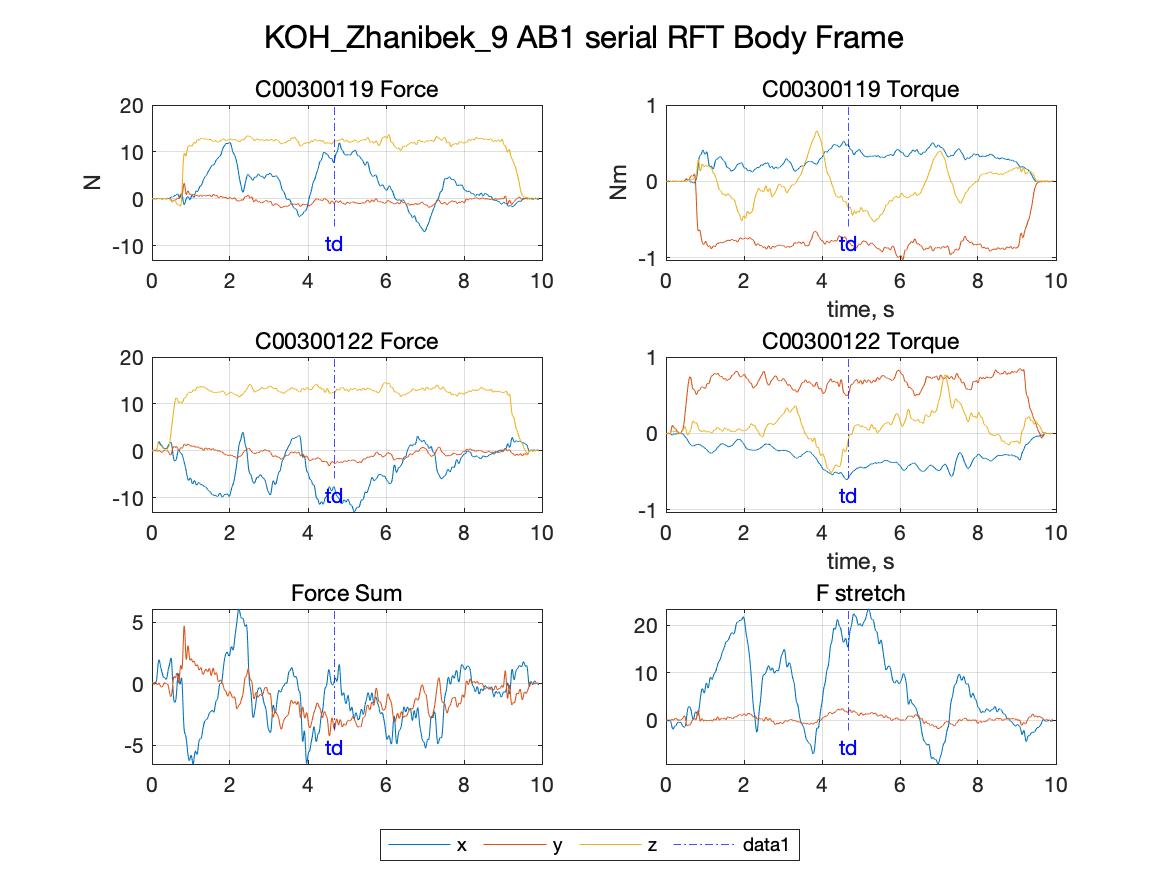 KOH_Zhanibek_9 AB1 serial RFT Body Frame
C00300119 Force
C00300119 Torque
20
10
0
-10
N
td
0 2 4 6 8 10
1
0
-1
Nm
td
0 2 4 6 8 10
time, s
C00300122 Force
C00300122 Torque
20
10
0
-10
td
0 2 4 6 8 10
1
0
-1
td
0 2 4 6 8 10
time, s
Force Sum
F stretch
5
0
-5
td
0 2 4 6 8 10
20
10
0
td
0 2 4 6 8 10
x y z data1